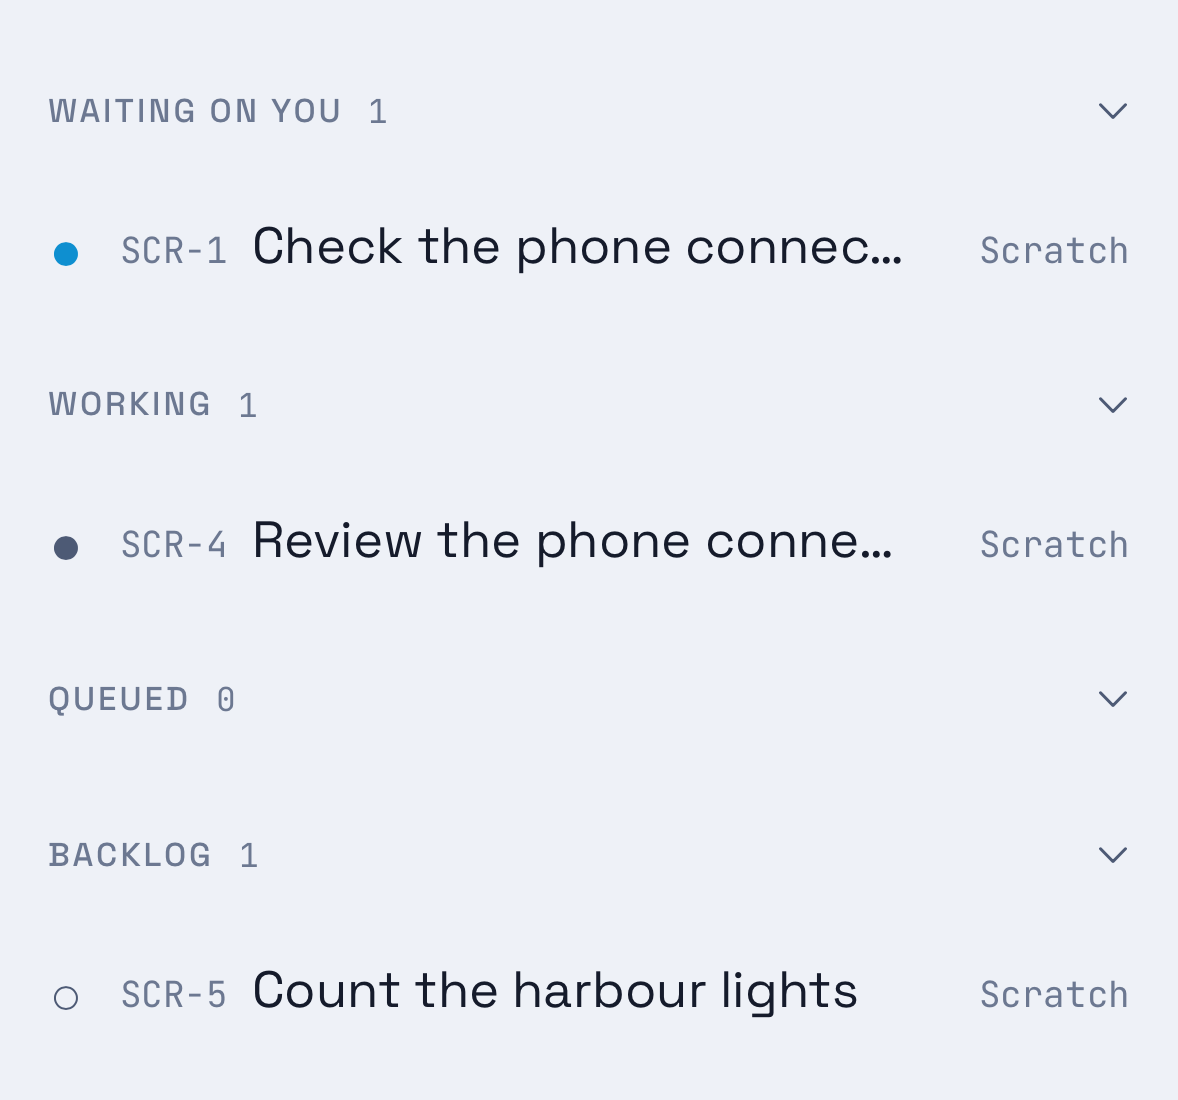 WAITING ON YOU 1
SCR-1 Check the phone connec… Scratch
WORKING 1
SCR-4 Review the phone conne… Scratch
QUEUED 0
BACKLOG 1
SCR-5 Count the harbour lights Scratch